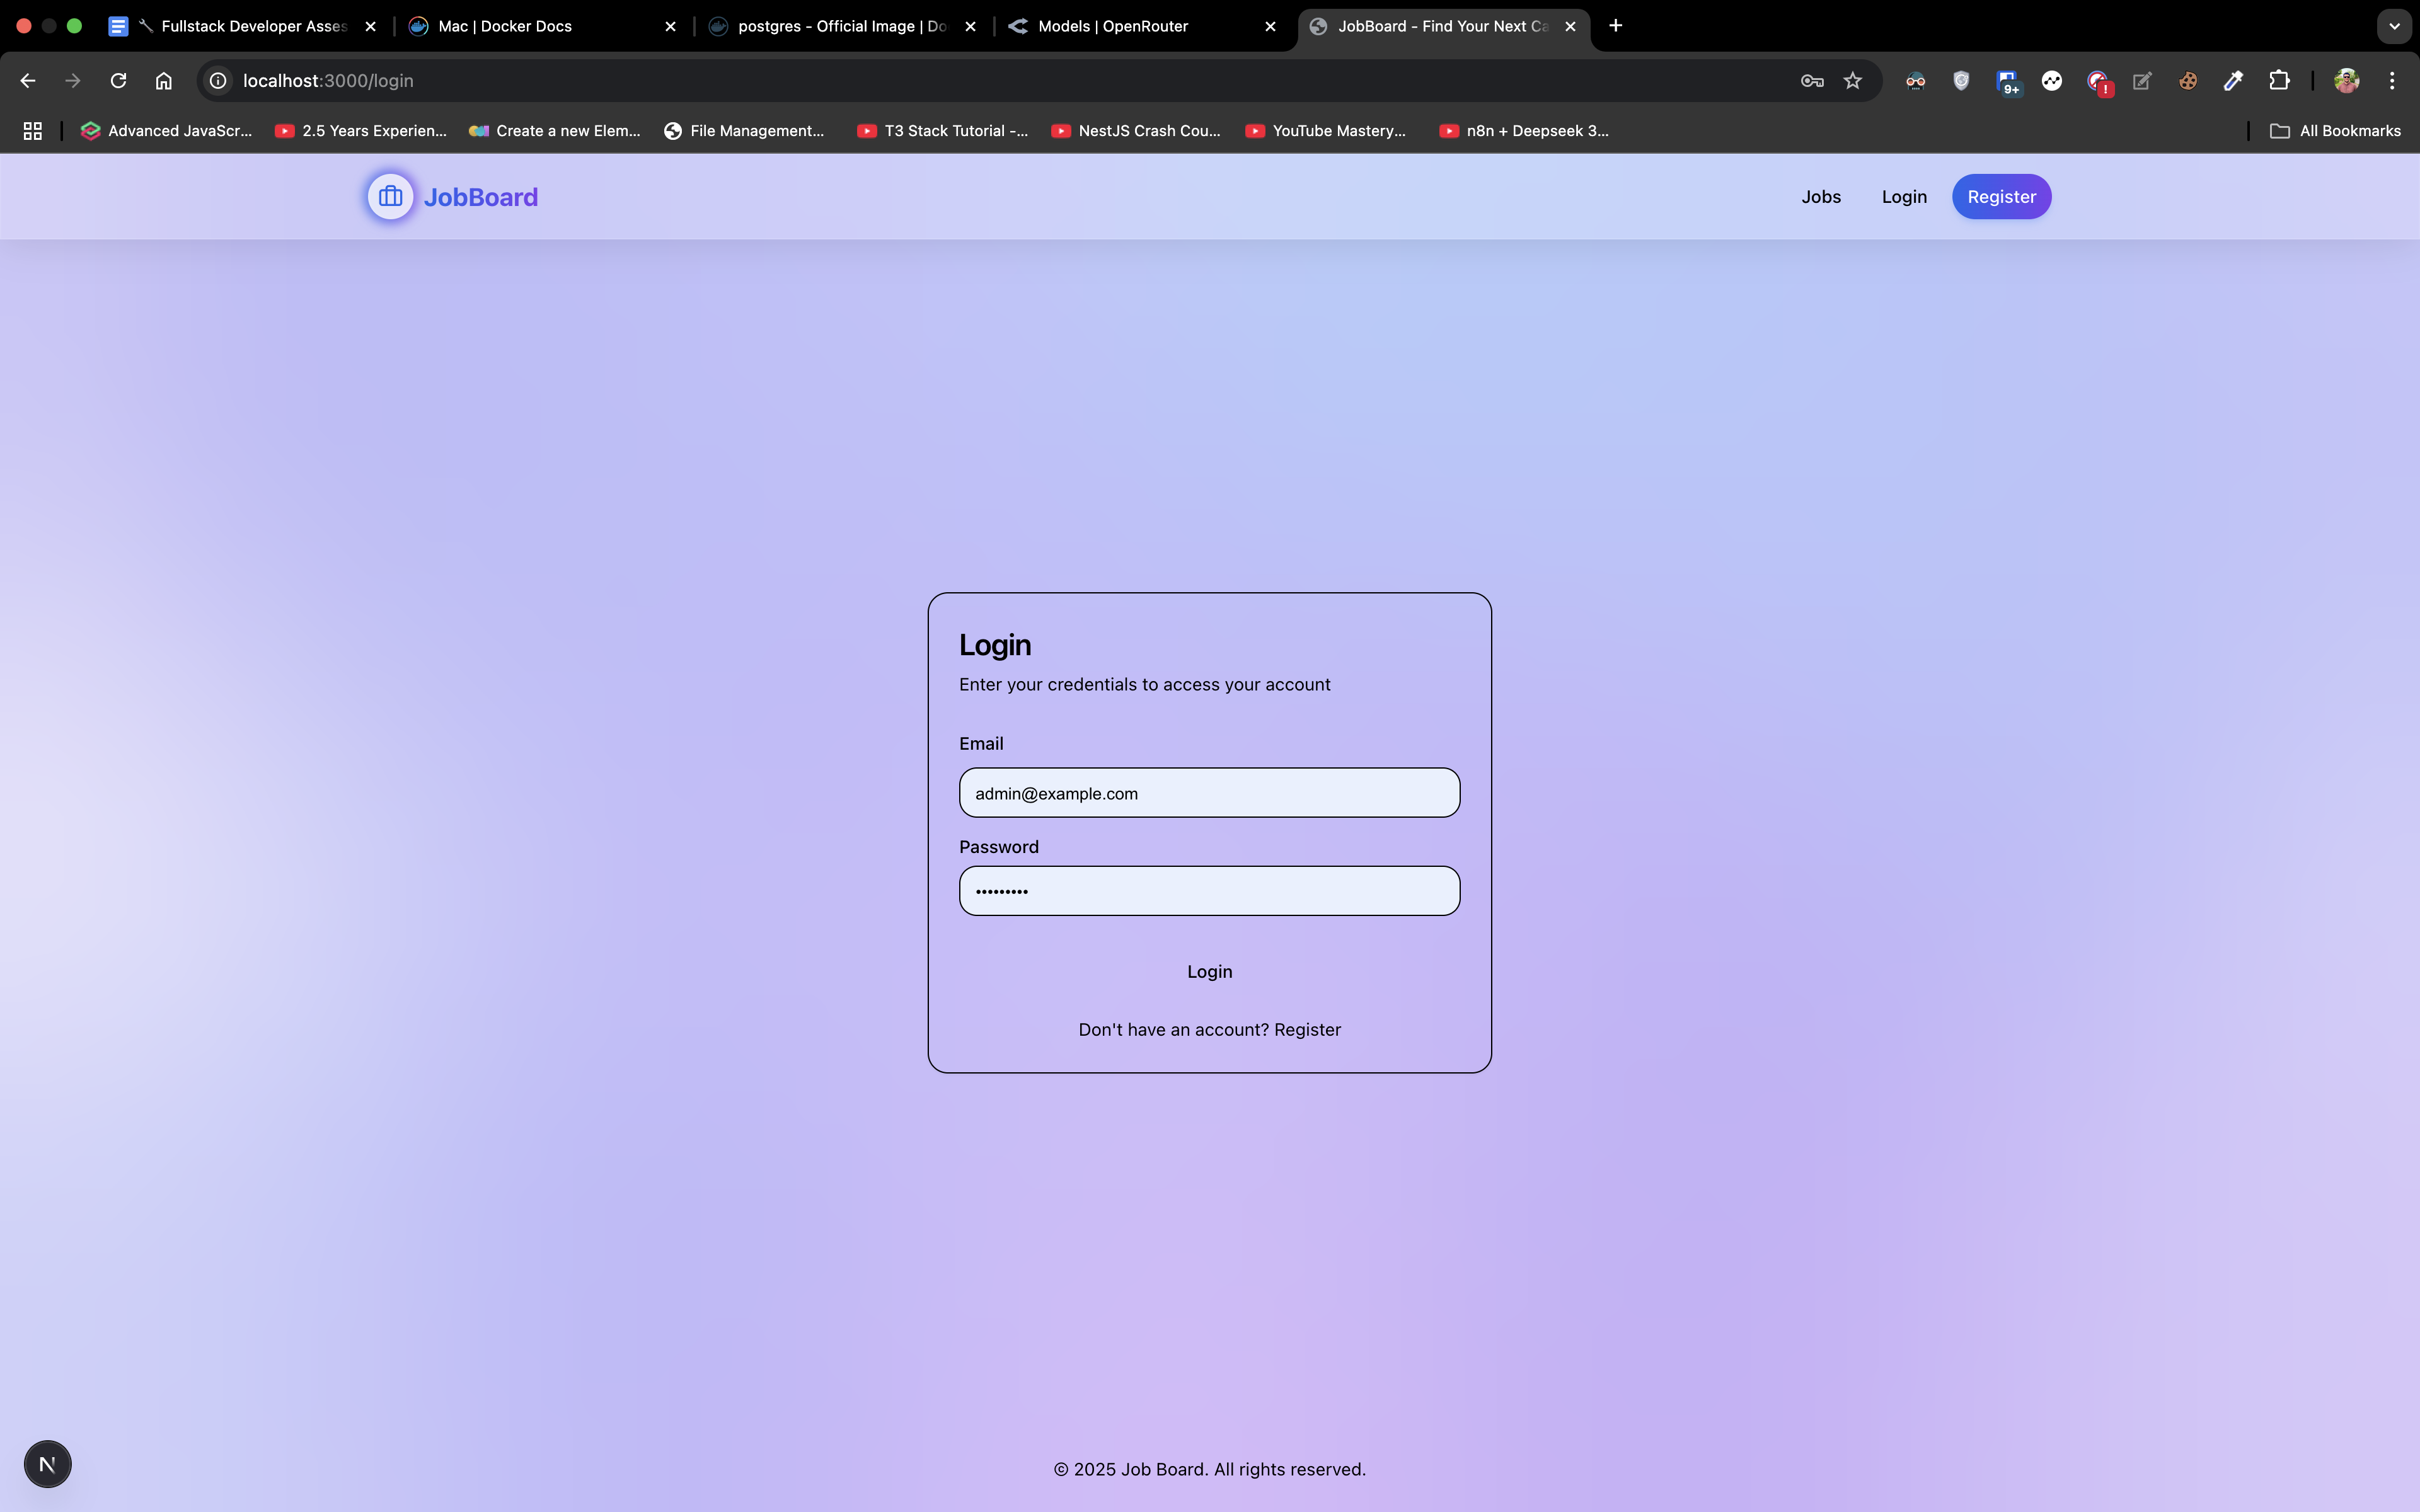 Fullstack Developer Asses
Mac | Docker Docs
postgres - Official Image | Do
Models | OpenRouter
JobBoard - Find Your Next Ca
localhost:3000/login
9+
!
Advanced JavaScr...
2.5 Years Experien...
Create a new Elem...
File Management...
T3 Stack Tutorial -...
NestJS Crash Cou...
YouTube Mastery...
n8n + Deepseek 3...
All Bookmarks
JobBoard
Jobs
Login
Register
Login
Enter your credentials to access your account
Email
admin@example.com
Password
•••••••••
Login
Don't have an account? Register
N
© 2025 Job Board. All rights reserved.